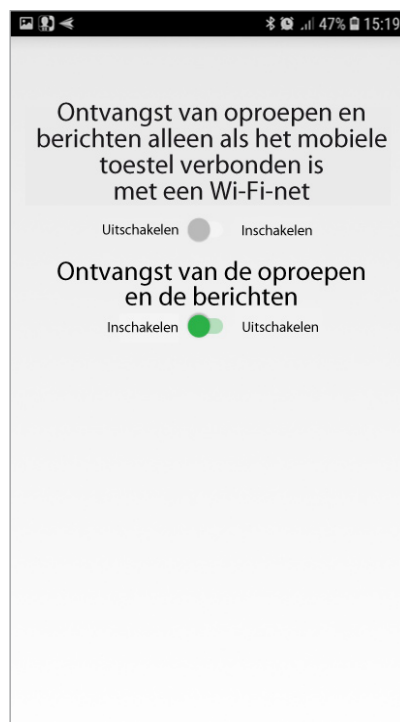 47% 15:19
Ontvangst van oproepen en
berichten alleen als het mobiele
toestel verbonden is
met een Wi-Fi-net
Uitschakelen Inschakelen
Ontvangst van de oproepen
en de berichten
Inschakelen Uitschakelen